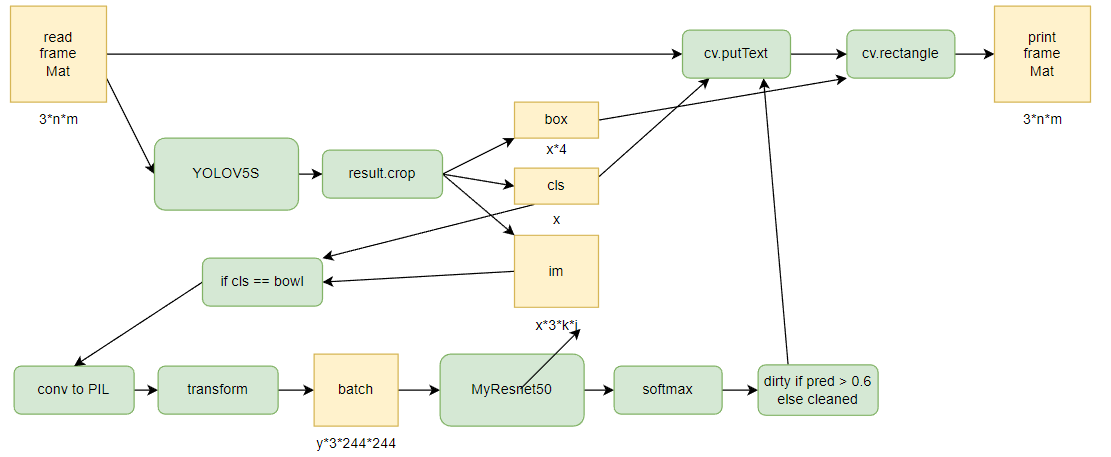 read
frame
Mat
3*n*m
cv.putText
cv.rectangle
print
frame
Mat
3*n*m
box
x*4
YOLOV5S
result.crop
cls
x
im
x*3*k*j
if cls == bowl
conv to PIL
transform
batch
y*3*244*244
MyResnet50
softmax
dirty if pred > 0.6
else cleaned